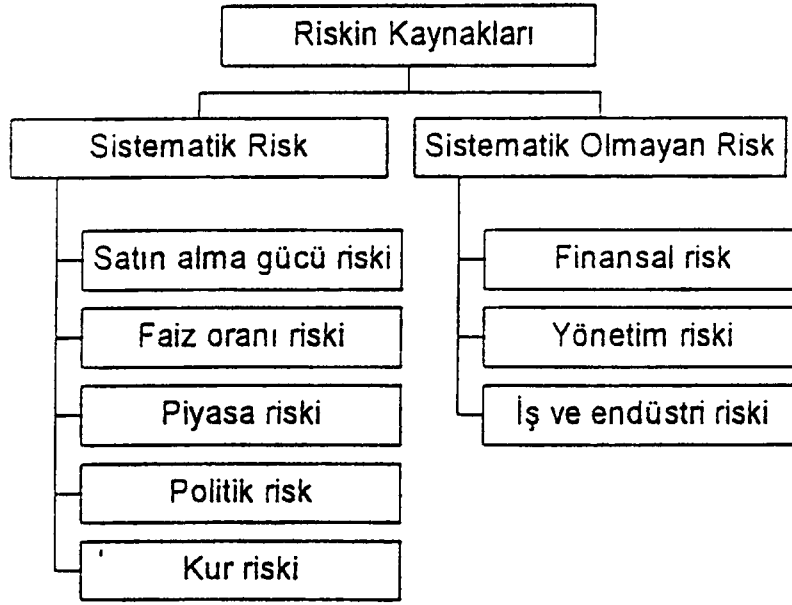 Riskin Kaynakları
Sistematik Risk
Satın alma gücü riski
Faiz oranı riski
Piyasa riski
Politik risk
Kur riski
Sistematik Olmayan Risk
Finansal risk
Yönetim riski
İş ve endüstri riski